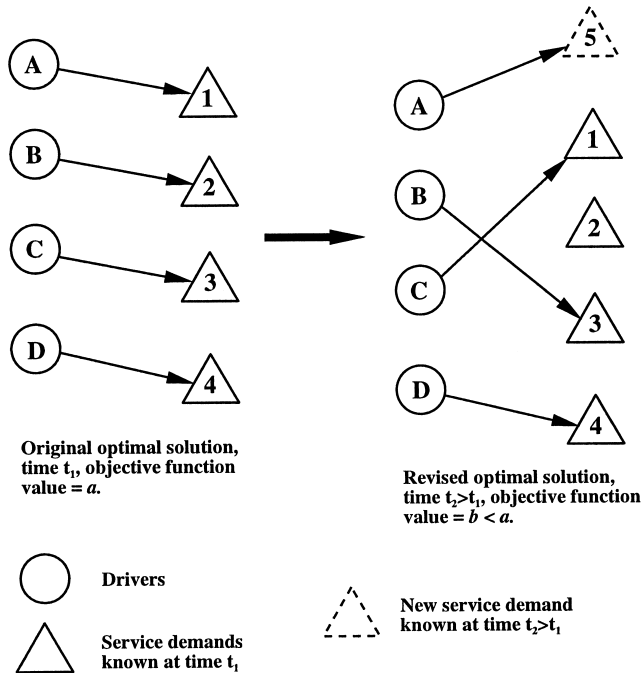 A
1
B
2
C
3
D
4
Original optimal solution,
time t₁, objective function
value = a.
5
A
1
B
2
C
3
D
4
Revised optimal solution,
time t₂>t₁, objective function
value = b < a.
Drivers
Service demands
known at time t₁
New service demand
known at time t₂>t₁